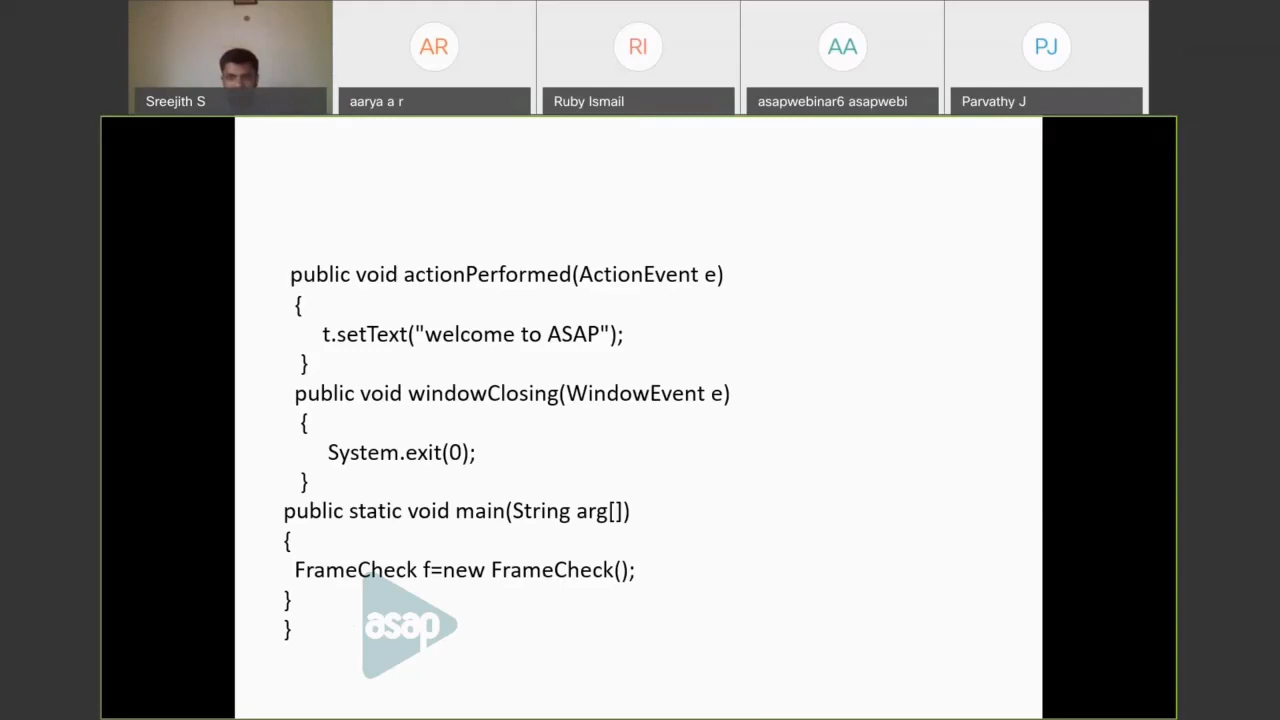 AR
RI
AA
PJ
Sreejith S
aarya a r
Ruby Ismail
asapwebinar6 asapwebi
Parvathy J
public void actionPerformed(ActionEvent e)
{
t.setText("welcome to ASAP");
}
public void windowClosing(WindowEvent e)
{
System.exit(0);
}
public static void main(String arg[])
{
FrameCheck f=new FrameCheck();
}
}
asap